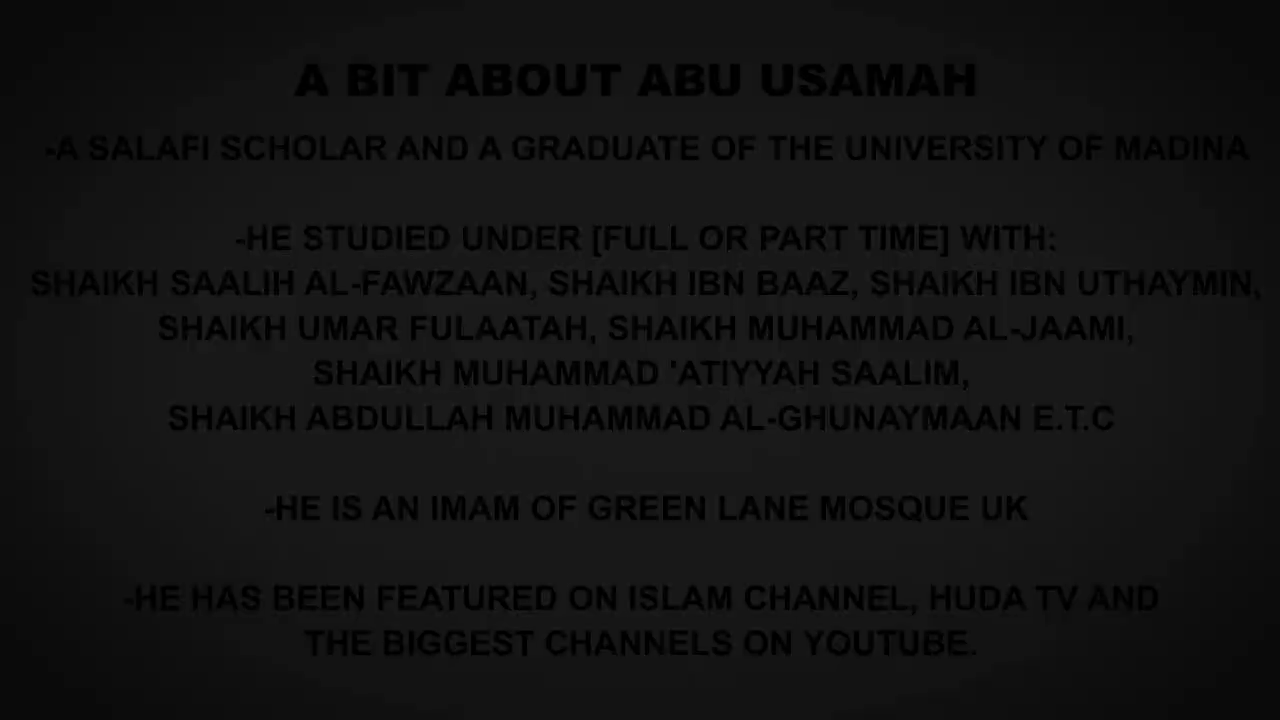 A BIT ABOUT ABU USAMAH
-A SALAFI SCHOLAR AND A GRADUATE OF THE UNIVERSITY OF MADINA
-HE STUDIED UNDER [FULL OR PART TIME] WITH:
SHAIKH SAALIH AL-FAWZAAN, SHAIKH IBN BAAZ, SHAIKH IBN UTHAYMIN,
SHAIKH UMAR FULAATAH, SHAIKH MUHAMMAD AL-JAAMI,
SHAIKH MUHAMMAD 'ATIYYAH SAALIM,
SHAIKH ABDULLAH MUHAMMAD AL-GHUNAYMAAN E.T.C
-HE IS AN IMAM OF GREEN LANE MOSQUE UK
-HE HAS BEEN FEATURED ON ISLAM CHANNEL, HUDA TV AND
THE BIGGEST CHANNELS ON YOUTUBE.